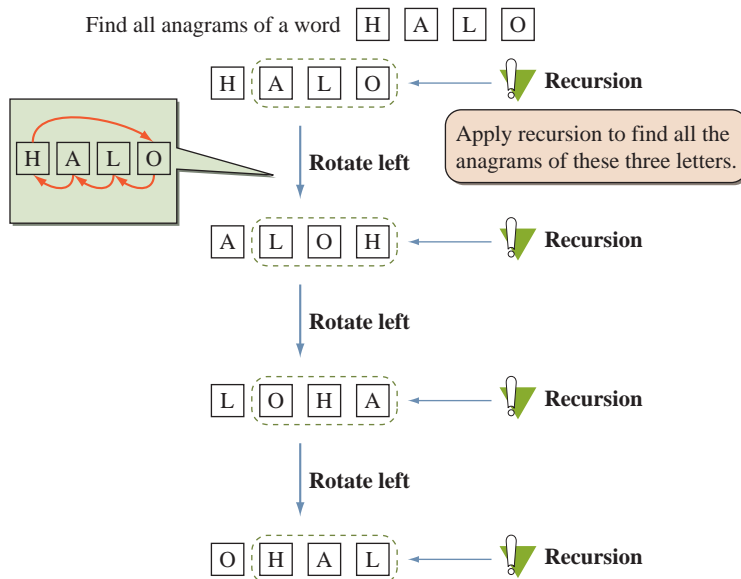 Find all anagrams of a word H A L O
H A L O Recursion
Apply recursion to find all the
anagrams of these three letters.
H A L O
Rotate left
A L O H Recursion
Rotate left
L O H A Recursion
Rotate left
O H A L Recursion